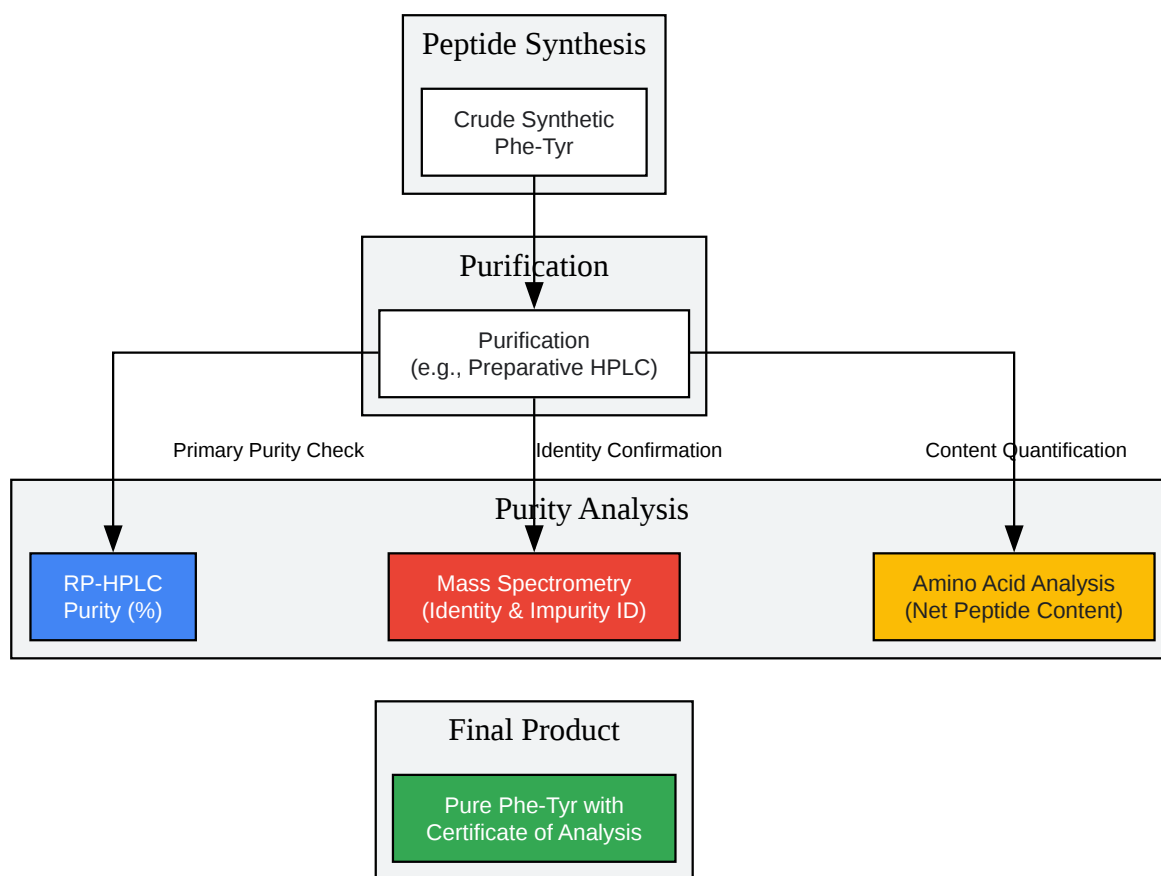 Peptide Synthesis
Crude Synthetic
Phe-Tyr
Purification
Purification
(e.g., Preparative HPLC)
Primary Purity Check
Identity Confirmation
Content Quantification
Purity Analysis
RP-HPLC
Purity (%)
Mass Spectrometry
(Identity & Impurity ID)
Amino Acid Analysis
(Net Peptide Content)
Final Product
Pure Phe-Tyr with
Certificate of Analysis